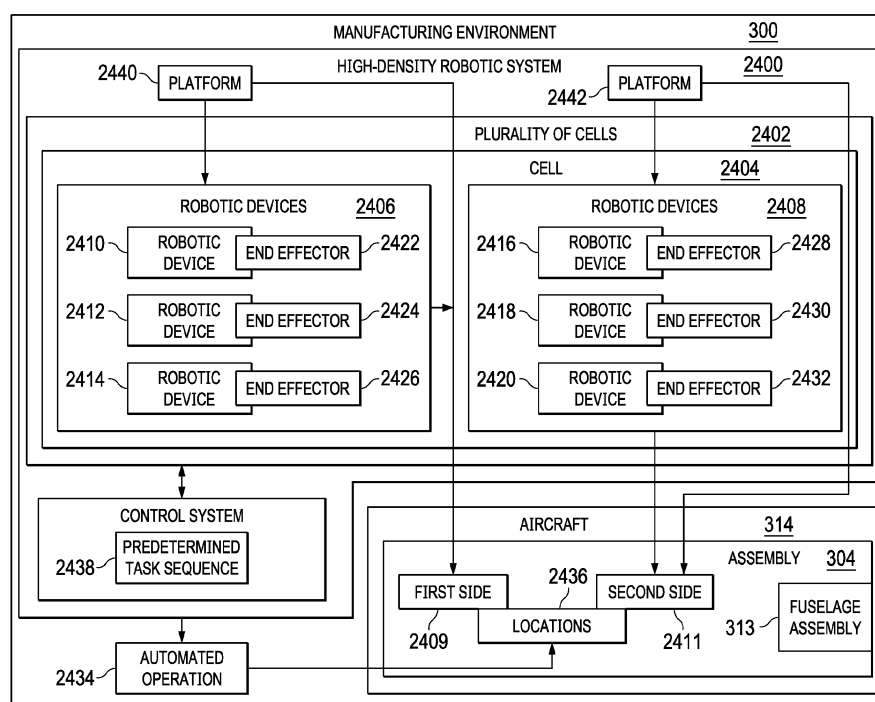 MANUFACTURING ENVIRONMENT 300
HIGH-DENSITY ROBOTIC SYSTEM 2400
2440 PLATFORM
2442 PLATFORM
PLURALITY OF CELLS 2402
CELL 2404
ROBOTIC DEVICES 2406
2410 ROBOTIC DEVICE END EFFECTOR 2422
2412 ROBOTIC DEVICE END EFFECTOR 2424
2414 ROBOTIC DEVICE END EFFECTOR 2426
ROBOTIC DEVICES 2408
2416 ROBOTIC DEVICE END EFFECTOR 2428
2418 ROBOTIC DEVICE END EFFECTOR 2430
2420 ROBOTIC DEVICE END EFFECTOR 2432
CONTROL SYSTEM
2438 PREDETERMINED
TASK SEQUENCE
AIRCRAFT 314
ASSEMBLY 304
2436
FIRST SIDE
SECOND SIDE
2409
LOCATIONS
2411
313 FUSELAGE
ASSEMBLY
2434 AUTOMATED
OPERATION